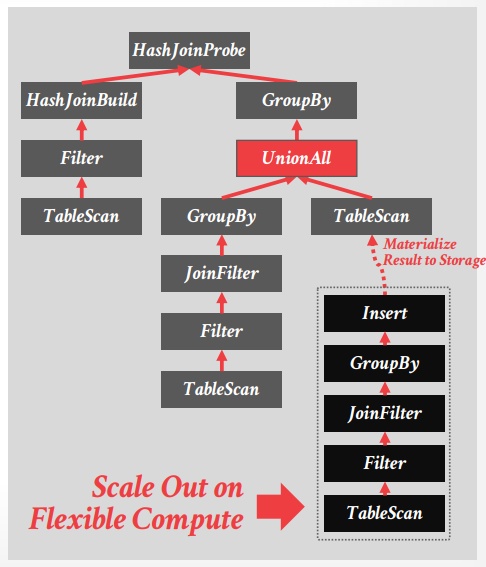 HashJoinProbe
HashJoinBuild
GroupBy
Filter
UnionAll
TableScan
GroupBy
TableScan
Materialize
Result to Storage
JoinFilter
Insert
Filter
GroupBy
TableScan
JoinFilter
Filter
TableScan
Scale Out on
Flexible Compute